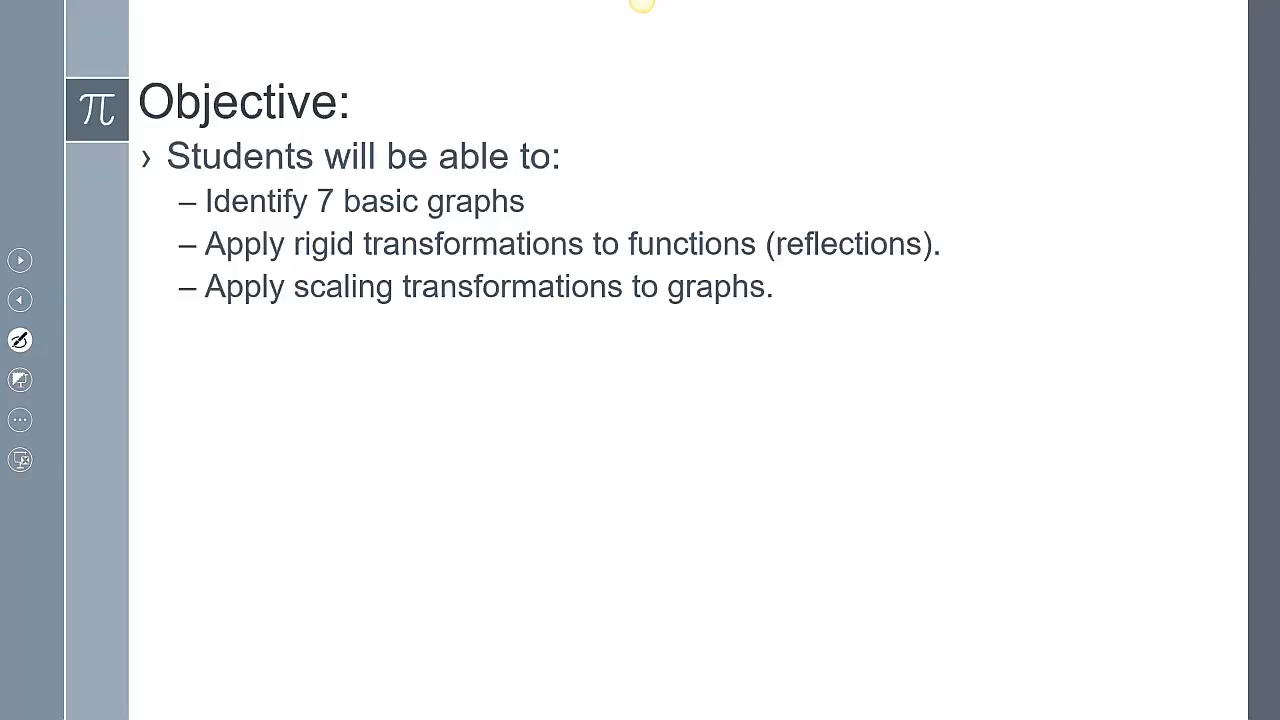 π
Objective:
› Students will be able to:
– Identify 7 basic graphs
– Apply rigid transformations to functions (reflections).
– Apply scaling transformations to graphs.